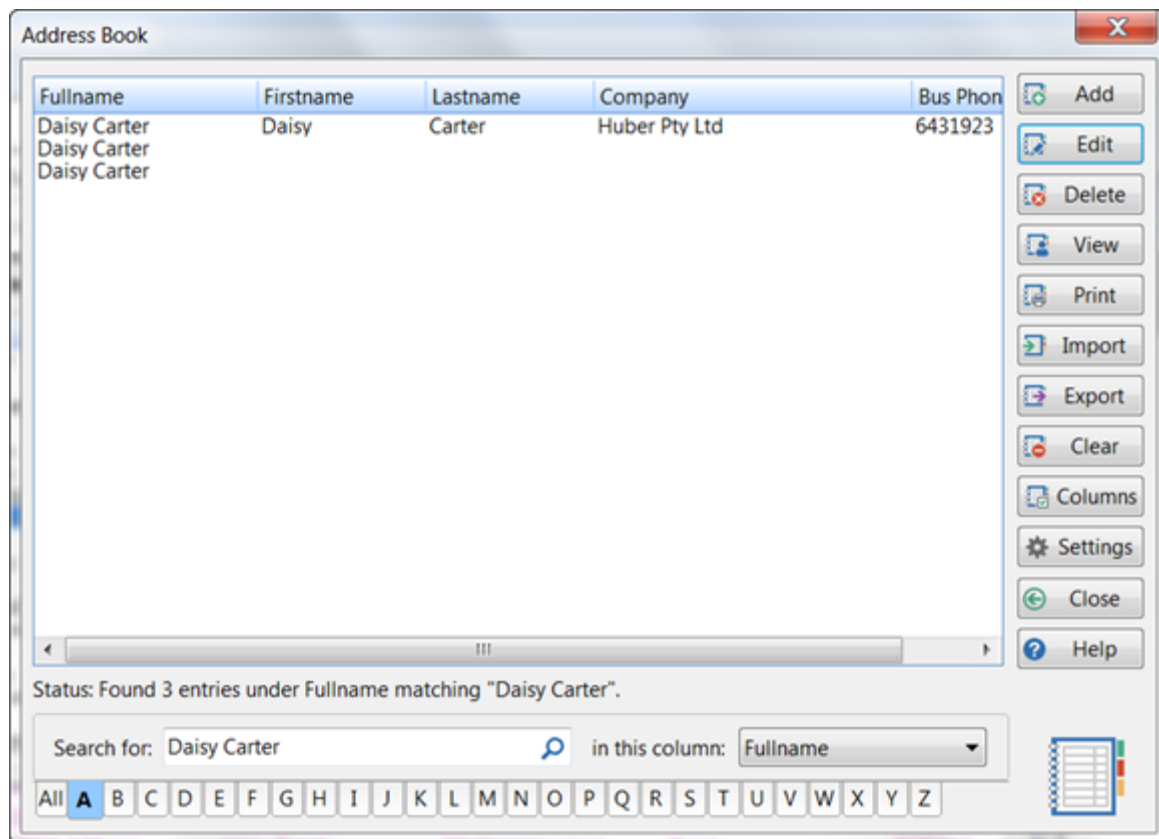 Address Book
Fullname Firstname Lastname Company Bus Phon
Daisy Carter Daisy Carter Huber Pty Ltd 6431923
Daisy Carter
Daisy Carter
Add
Edit
Delete
View
Print
Import
Export
Clear
Columns
Settings
Close
Help
Status: Found 3 entries under Fullname matching "Daisy Carter".
Search for: Daisy Carter in this column: Fullname
All A B C D E F G H I J K L M N O P Q R S T U V W X Y Z